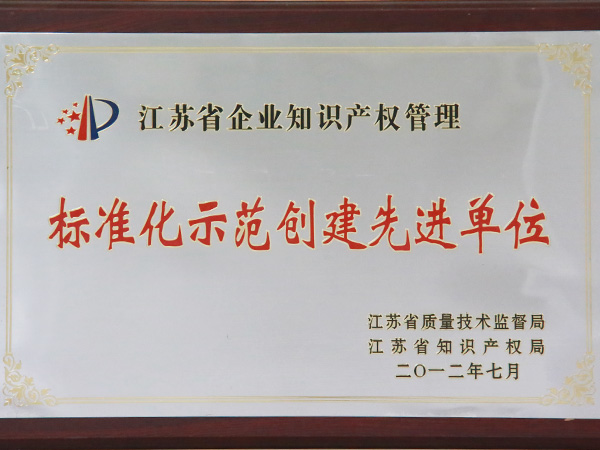 江苏省企业知识产权管理
标准化示范创建先进单位
江苏省质量技术监督局
江苏省知识产权局
二〇一二年七月